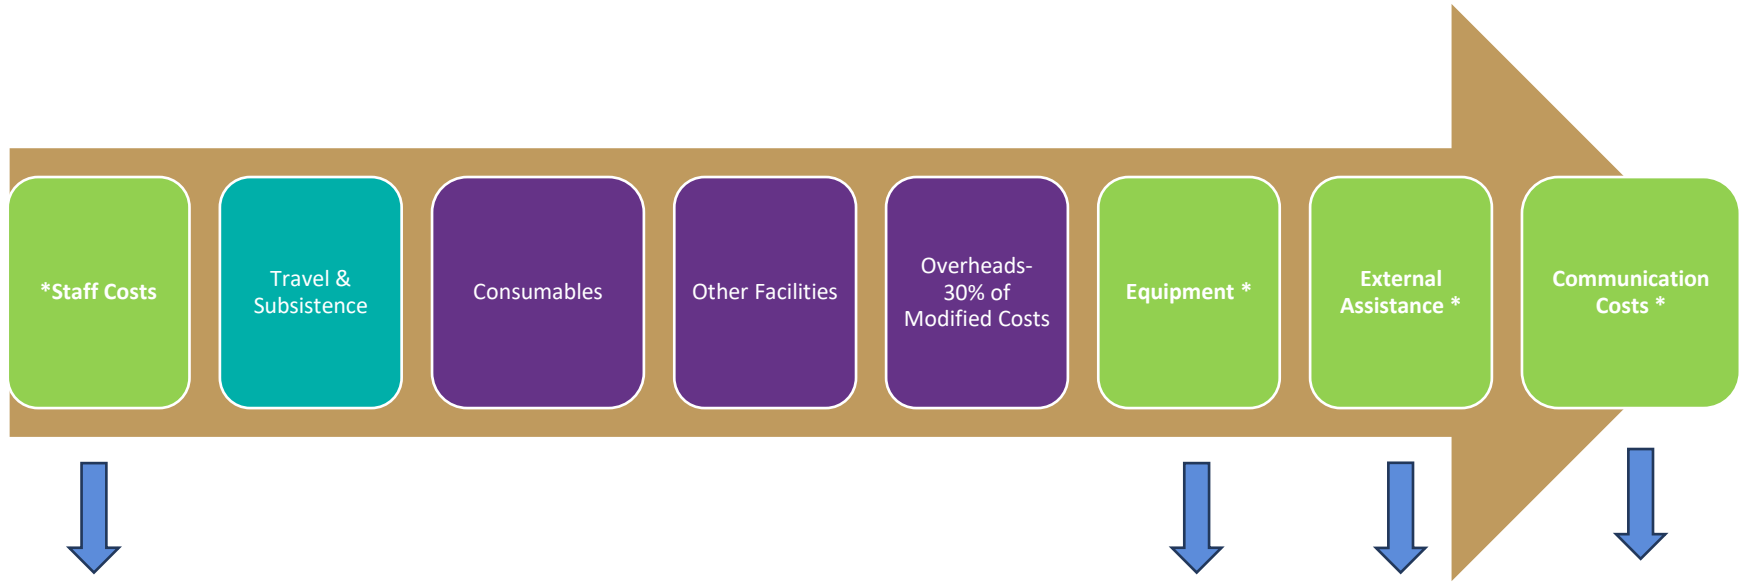 *Staff Costs
Travel &
Subsistence
Consumables
Other Facilities
Overheads-
30% of
Modified Costs
Equipment *
External
Assistance *
Communication
Costs *